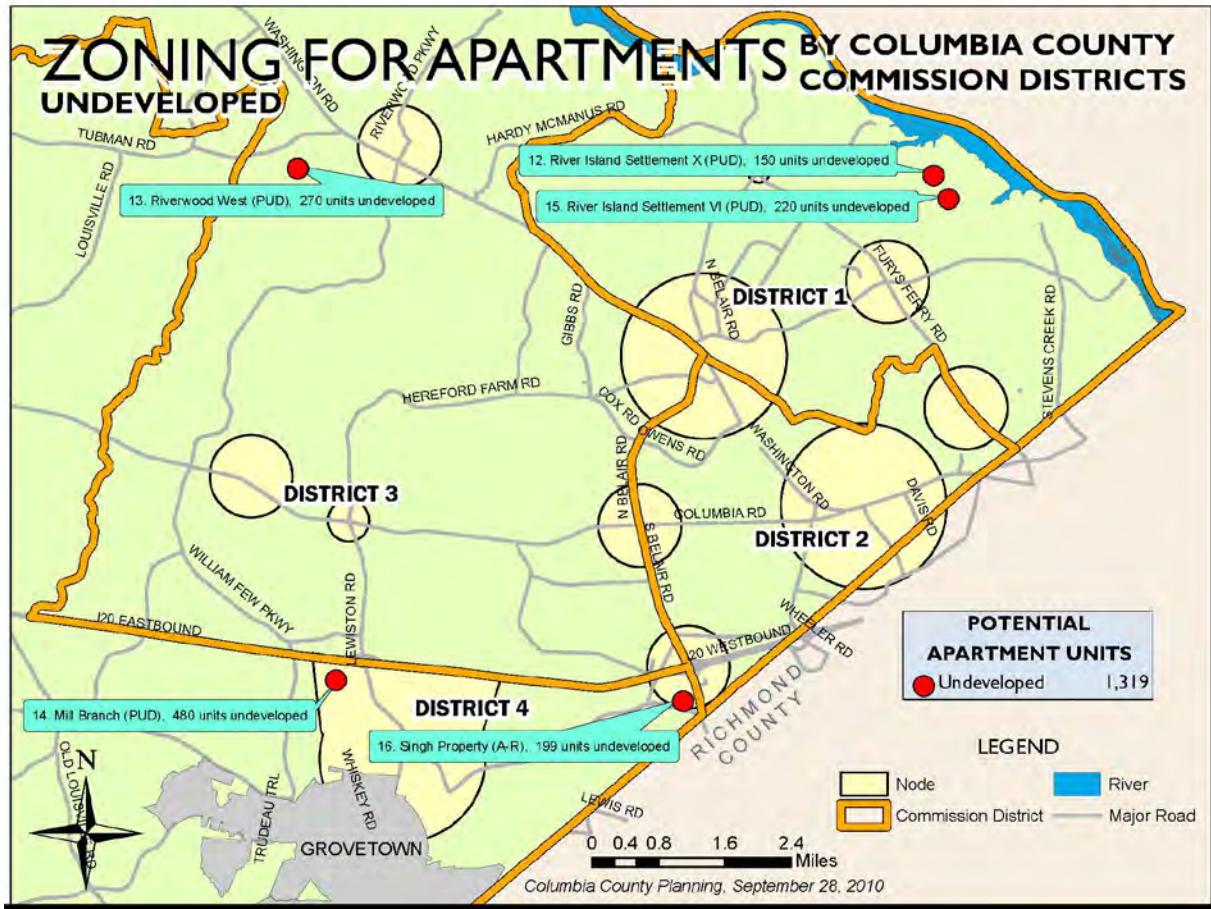 ZONING FOR APARTMENTS
BY COLUMBIA COUNTY
COMMISSION DISTRICTS
UNDEVELOPED
WASHINGTON RD
RIVERWOOD PKWY
HARDY MCMANUS RD
TUBMAN RD
LOUISVILLE RD
12. River Island Settlement X (PUD), 150 units undeveloped
13. Riverwood West (PUD), 270 units undeveloped
15. River Island Settlement VI (PUD), 220 units undeveloped
N BELAIR RD
DISTRICT 1
FURYS FERRY RD
STEVENS CREEK RD
GIBBS RD
HEREFORD FARM RD
COX RD
OWENS RD
N BELAIR RD
WASHINGTON RD
DAVIS RD
DISTRICT 3
COLUMBIA RD
DISTRICT 2
S BELAIR RD
WILLIAM FEW PKWY
I20 EASTBOUND
EWISTON RD
20 WESTBOUND
WHEELER RD
RICHMOND
COUNTY
POTENTIAL
APARTMENT UNITS
Undeveloped 1,319
14. Mill Branch (PUD), 480 units undeveloped
DISTRICT 4
16. Singh Property (A-R), 199 units undeveloped
LEGEND
Node
River
Commission District
Major Road
N
TRUDEAU TRL
WHISKEY RD
GROVETOWN
LEWIS RD
0 0.4 0.8 1.6 2.4
Miles
Columbia County Planning, September 28, 2010